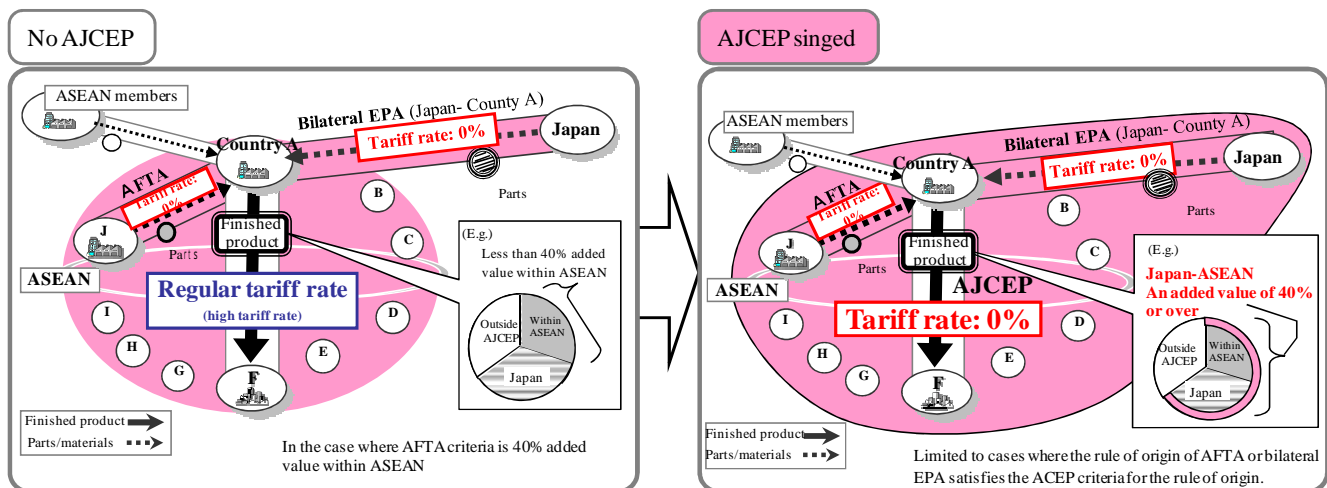 No AJCEP
ASEAN members
Bilateral EPA (Japan- County A)
Tariff rate: 0%
Japan
Country A
AFTA
Tariff rate:
0%
B
Parts
J
Finished
product
C
(E.g.)
Less than 40% added
value within ASEAN
Parts
ASEAN
Regular tariff rate
(high tariff rate)
I
D
Outside
AJCEP
Within
ASEAN
H
E
Japan
G
F
Finished product
Parts/materials
In the case where AFTA criteria is 40% added
value within ASEAN
AJCEP singed
ASEAN members
Bilateral EPA (Japan- County A)
Tariff rate: 0%
Japan
Country A
AFTA
Tariff rate:
0%
B
Parts
J
Finished
product
C
(E.g.)
Japan-ASEAN
An added value of 40%
or over
Parts
ASEAN
AJCEP
Tariff rate: 0%
I
D
Outside
AJCEP
Within
ASEAN
H
E
Japan
G
F
Finished product
Parts/materials
Limited to cases where the rule of origin of AFTA or bilateral
EPA satisfies the ACEP criteria for the rule of origin.